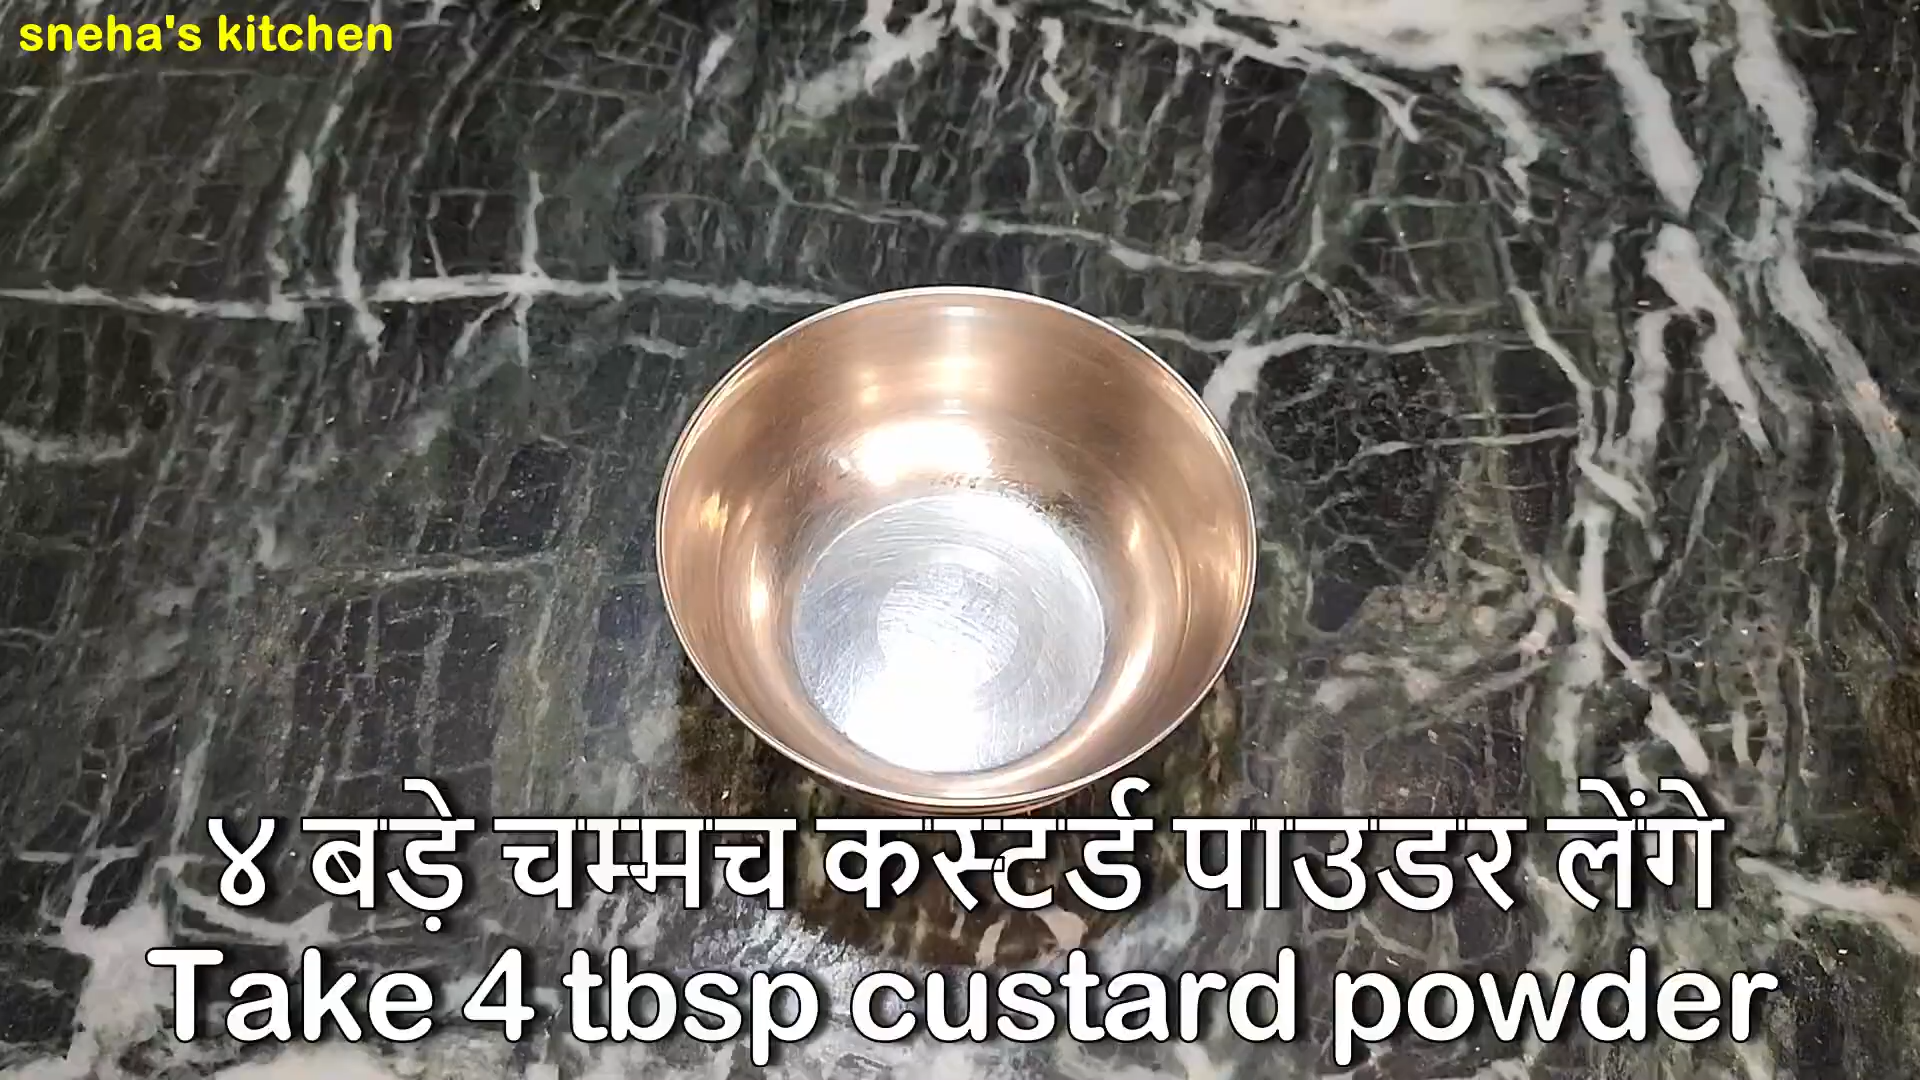 sneha's kitchen
४ बड़े चम्मच कस्टर्ड पाउडर लेंगे
Take 4 tbsp custard powder